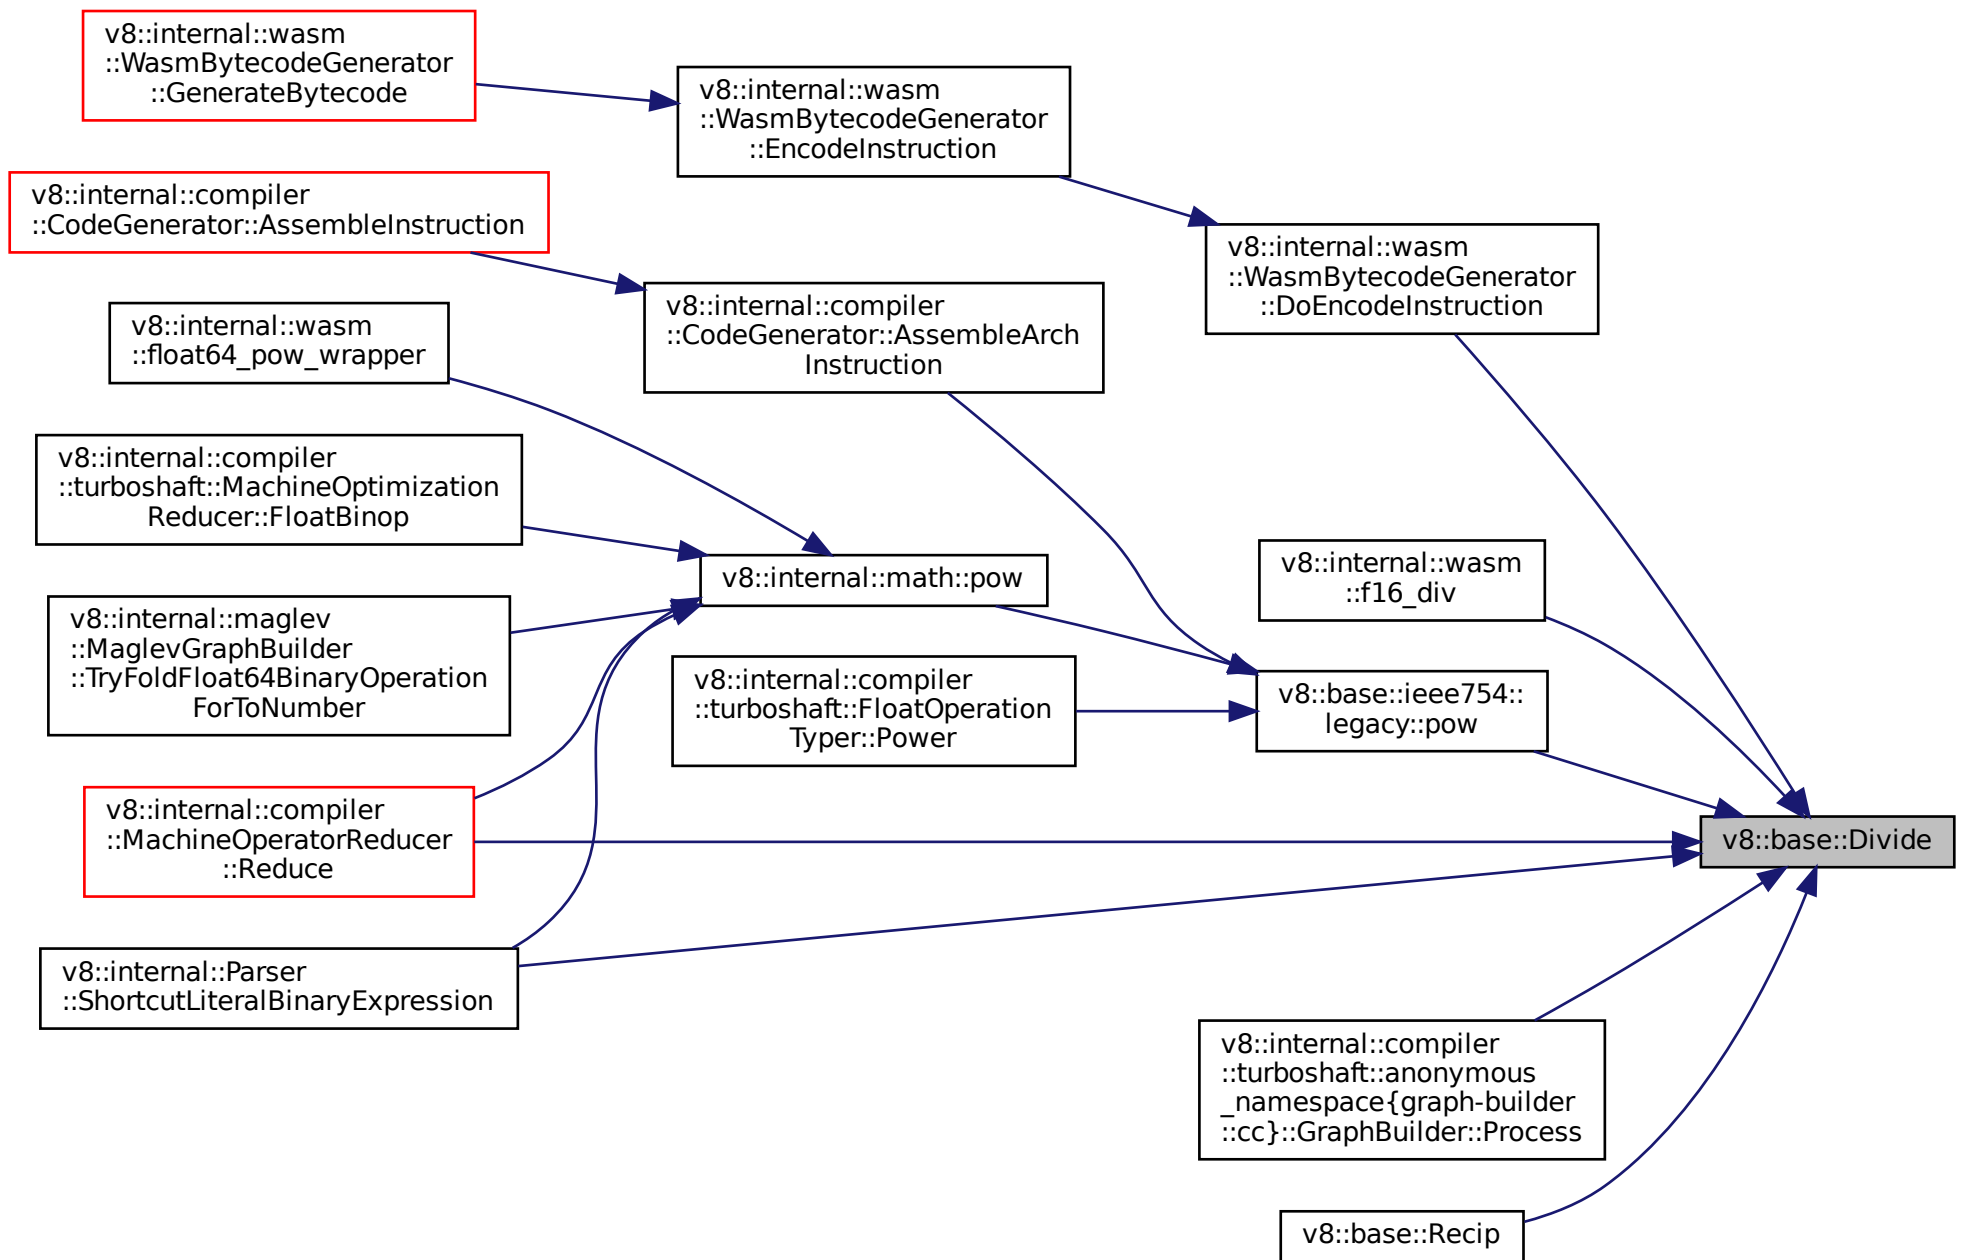 v8::internal::wasm
::WasmBytecodeGenerator
::GenerateBytecode
v8::internal::wasm
::WasmBytecodeGenerator
::EncodeInstruction
v8::internal::compiler
::CodeGenerator::AssembleInstruction
v8::internal::wasm
::WasmBytecodeGenerator
::DoEncodeInstruction
v8::internal::wasm
::float64_pow_wrapper
v8::internal::compiler
::CodeGenerator::AssembleArch
Instruction
v8::internal::compiler
::turboshaft::MachineOptimization
Reducer::FloatBinop
v8::internal::math::pow
v8::internal::wasm
::f16_div
v8::internal::maglev
::MaglevGraphBuilder
::TryFoldFloat64BinaryOperation
ForToNumber
v8::internal::compiler
::turboshaft::FloatOperation
Typer::Power
v8::base::ieee754::
legacy::pow
v8::internal::compiler
::MachineOperatorReducer
::Reduce
v8::base::Divide
v8::internal::Parser
::ShortcutLiteralBinaryExpression
v8::internal::compiler
::turboshaft::anonymous
_namespace{graph-builder
::cc}::GraphBuilder::Process
v8::base::Recip